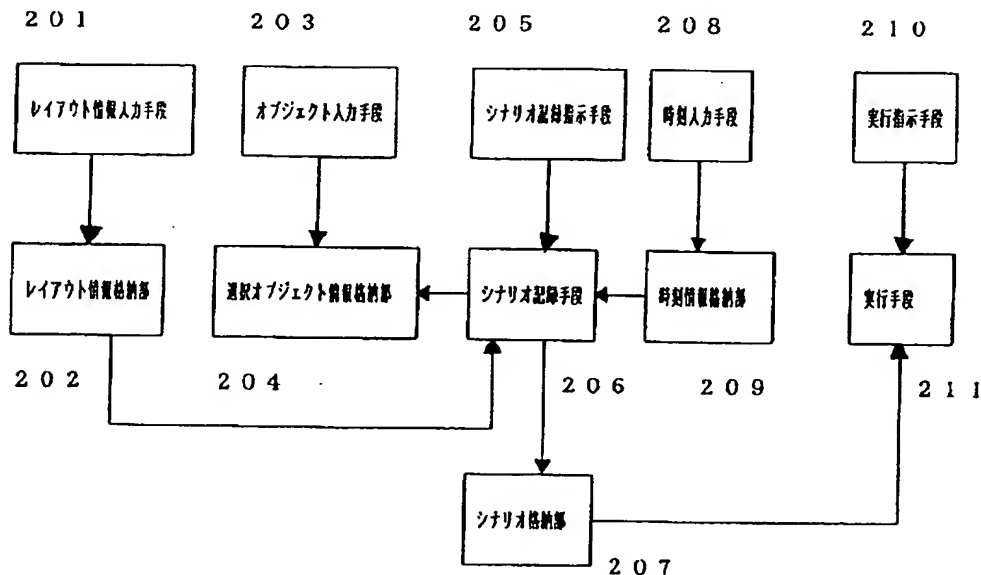 201
203
205
208
210
レイアウト情報入力手段
オブジェクト入力手段
シナリオ記録指示手段
時刻入力手段
実行指示手段
レイアウト情報格納部
選択オブジェクト情報格納部
シナリオ記録手段
時刻情報格納部
実行手段
202
204
206
209
211
シナリオ格納部
207